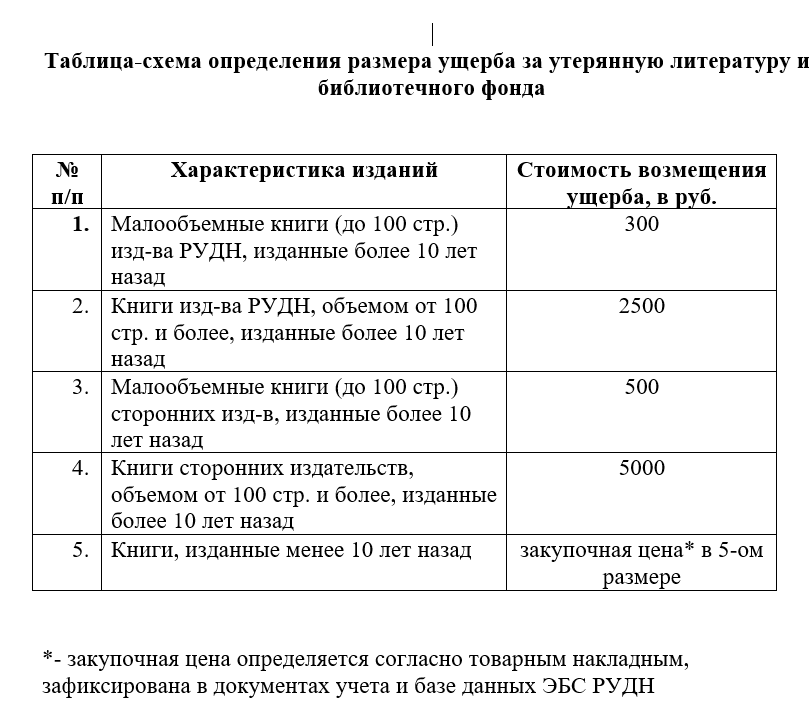 Таблица-схема определения размера ущерба за утерянную литературу и
библиотечного фонда
№ п/п
Характеристика изданий
Стоимость возмещения
ущерба, в руб.
1.
Малообъемные книги (до 100 стр.)
изд-ва РУДН, изданные более 10 лет
назад
300
2.
Книги изд-ва РУДН, объемом от 100
стр. и более, изданные более 10 лет
назад
2500
3.
Малообъемные книги (до 100 стр.)
сторонних изд-в, изданные более 10
лет назад
500
4.
Книги сторонних издательств,
объемом от 100 стр. и более, изданные
более 10 лет назад
5000
5.
Книги, изданные менее 10 лет назад
закупочная цена* в 5-ом
размере
*- закупочная цена определяется согласно товарным накладным,
зафиксирована в документах учета и базе данных ЭБС РУДН